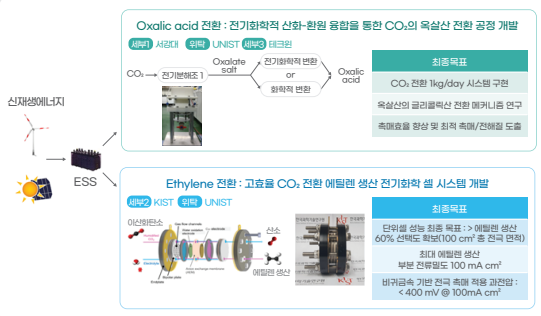 Oxalic acid 전환 : 전기화학적 산화-환원 융합을 통한 CO₂의 옥살산 전환 공정 개발
세부1 서강대 위탁 UNIST 세부3 테크윈
CO₂
전기분해조 1
Oxalate
salt
전기화학적 변환
or
화학적 변환
Oxalic
acid
최종목표
CO₂ 전환 1kg/day 시스템 구현
옥살산의 글리콜릭산 전환 메커니즘 연구
촉매효율 향상 및 최적 촉매/전해질 도출
신재생에너지
ESS
Ethylene 전환 : 고효율 CO₂ 전환 에틸렌 생산 전기화학 셀 시스템 개발
세부2 KIST 위탁 UNIST
이산화탄소
산소
에틸렌 생산
최종목표
단위셀 성능 최종 목표 : > 에틸렌 생산
60% 선택도 확보(100 cm² 총 전극 면적)
최대 에틸렌 생산
부분 전류밀도 100 mA cm²
비귀금속 기반 전극 촉매 적용 과전압 :
< 400 mV @ 100mA cm²